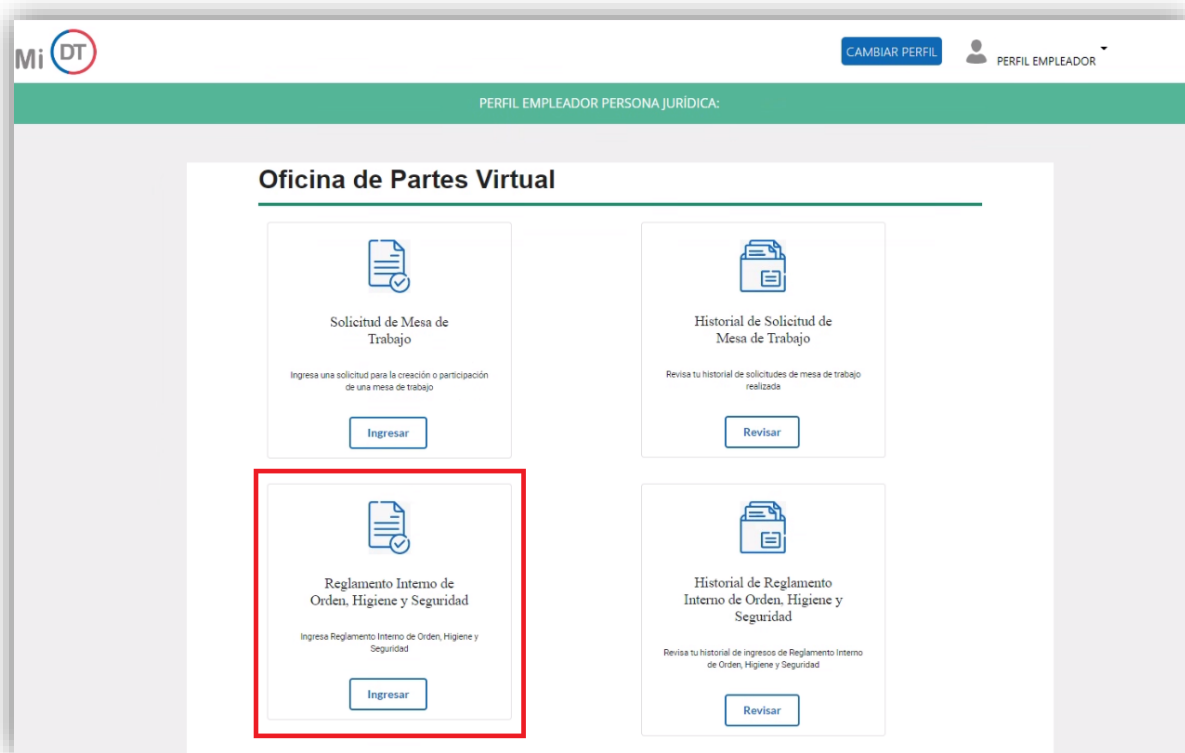 Mi DT
CAMBIAR PERFIL
PERFIL EMPLEADOR
PERFIL EMPLEADOR PERSONA JURÍDICA:
Oficina de Partes Virtual
Solicitud de Mesa de
Trabajo
Ingresa una solicitud para la creación o participación
de una mesa de trabajo
Ingresar
Historial de Solicitud de
Mesa de Trabajo
Revisa tu historial de solicitudes de mesa de trabajo
realizada
Revisar
Reglamento Interno de
Orden, Higiene y Seguridad
Ingresa Reglamento Interno de Orden, Higiene y
Seguridad
Ingresar
Historial de Reglamento
Interno de Orden, Higiene y
Seguridad
Revisa tu historial de ingresos de Reglamento Interno
de Orden, Higiene y Seguridad
Revisar